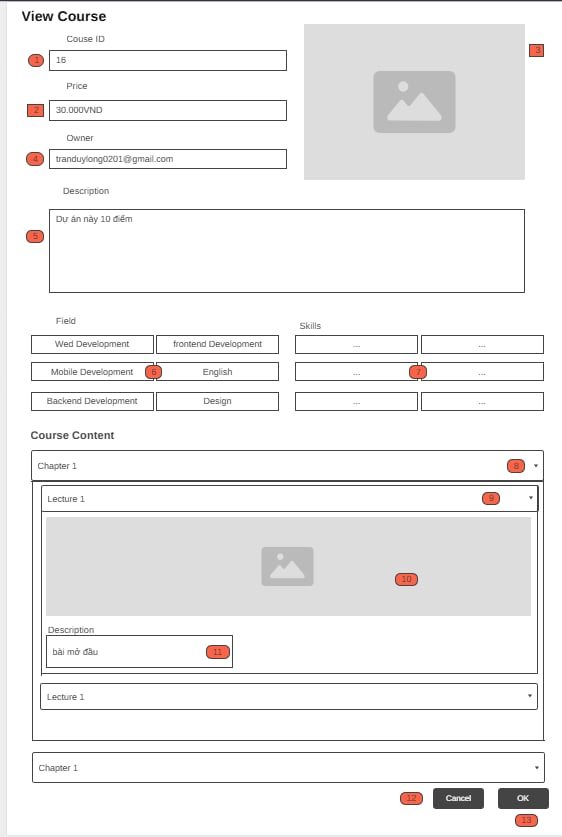 View Course
Couse ID
1
16
3
Price
2
30.000VND
Owner
4
tranduylong0201@gmail.com
Description
5
Dự án này 10 điểm
Field
Skills
Wed Development
frontend Development
...
...
Mobile Development
6
English
...
7
...
Backend Development
Design
...
...
Course Content
Chapter 1
8
Lecture 1
9
10
Description
bài mở đầu
11
Lecture 1
Chapter 1
12
Cancel
OK
13